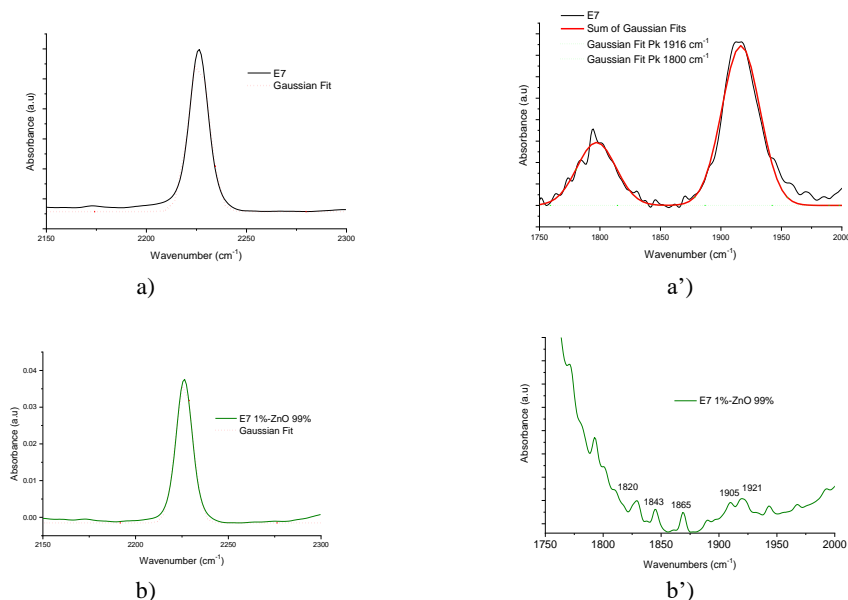 E7
Gaussian Fit
Absorbance (a.u)
2150 2200 2250 2300
Wavenumber (cm-1)
a)
E7
Sum of Gaussian Fits
Gaussian Fit Pk 1916 cm-1
Gaussian Fit Pk 1800 cm-1
Absorbance (a.u)
1750 1800 1850 1900 1950 2000
Wavenumber (cm-1)
a’)
0.04
0.03
0.02
0.01
0.00
E7 1%-ZnO 99%
Gaussian Fit
Absorbance (a.u)
2150 2200 2250 2300
Wavenumber (cm-1)
b)
E7 1%-ZnO 99%
1820 1843 1865 1905 1921
Absorbance (a.u)
1750 1800 1850 1900 1950 2000
Wavenumbers (cm-1)
b’)